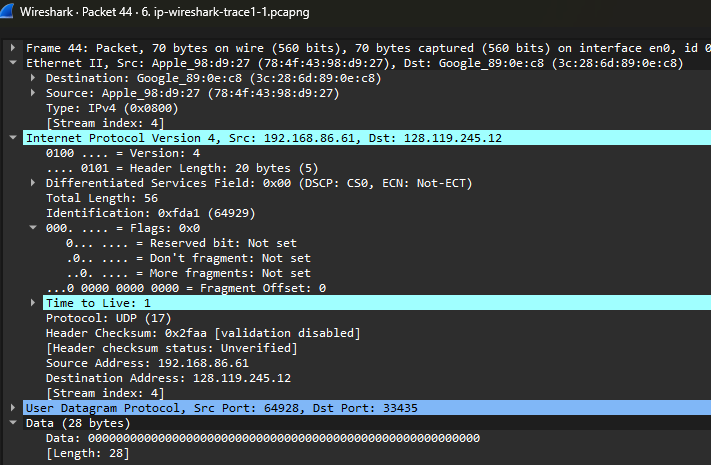 Wireshark · Packet 44 · 6. ip-wireshark-trace1-1.pcapng
Frame 44: Packet, 70 bytes on wire (560 bits), 70 bytes captured (560 bits) on interface en0, id 0
Ethernet II, Src: Apple_98:d9:27 (78:4f:43:98:d9:27), Dst: Google_89:0e:c8 (3c:28:6d:89:0e:c8)
Destination: Google_89:0e:c8 (3c:28:6d:89:0e:c8)
Source: Apple_98:d9:27 (78:4f:43:98:d9:27)
Type: IPv4 (0x0800)
[Stream index: 4]
Internet Protocol Version 4, Src: 192.168.86.61, Dst: 128.119.245.12
0100 .... = Version: 4
.... 0101 = Header Length: 20 bytes (5)
Differentiated Services Field: 0x00 (DSCP: CS0, ECN: Not-ECT)
Total Length: 56
Identification: 0xfda1 (64929)
000. .... = Flags: 0x0
0... .... = Reserved bit: Not set
.0.. .... = Don't fragment: Not set
..0. .... = More fragments: Not set
...0 0000 0000 0000 = Fragment Offset: 0
Time to Live: 1
Protocol: UDP (17)
Header Checksum: 0x2faa [validation disabled]
[Header checksum status: Unverified]
Source Address: 192.168.86.61
Destination Address: 128.119.245.12
[Stream index: 4]
User Datagram Protocol, Src Port: 64928, Dst Port: 33435
Data (28 bytes)
Data: 00000000000000000000000000000000000000000000000000000000
[Length: 28]